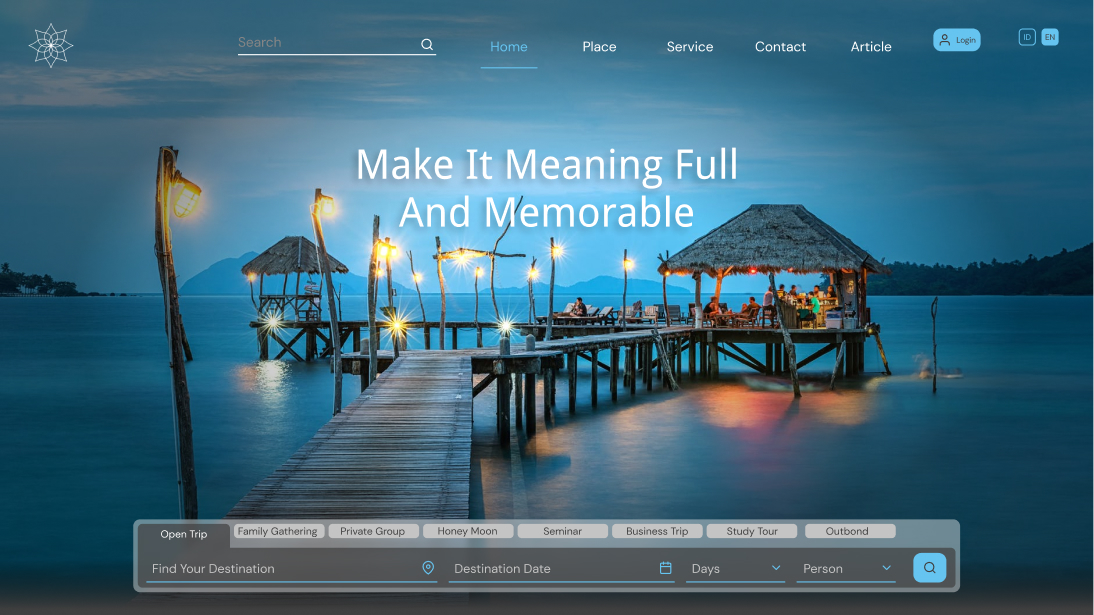 Search
Home
Place
Service
Contact
Article
Login
ID
EN
Make It Meaning Full
And Memorable
Open Trip
Family Gathering
Private Group
Honey Moon
Seminar
Business Trip
Study Tour
Outbond
Find Your Destination
Destination Date
Days
Person